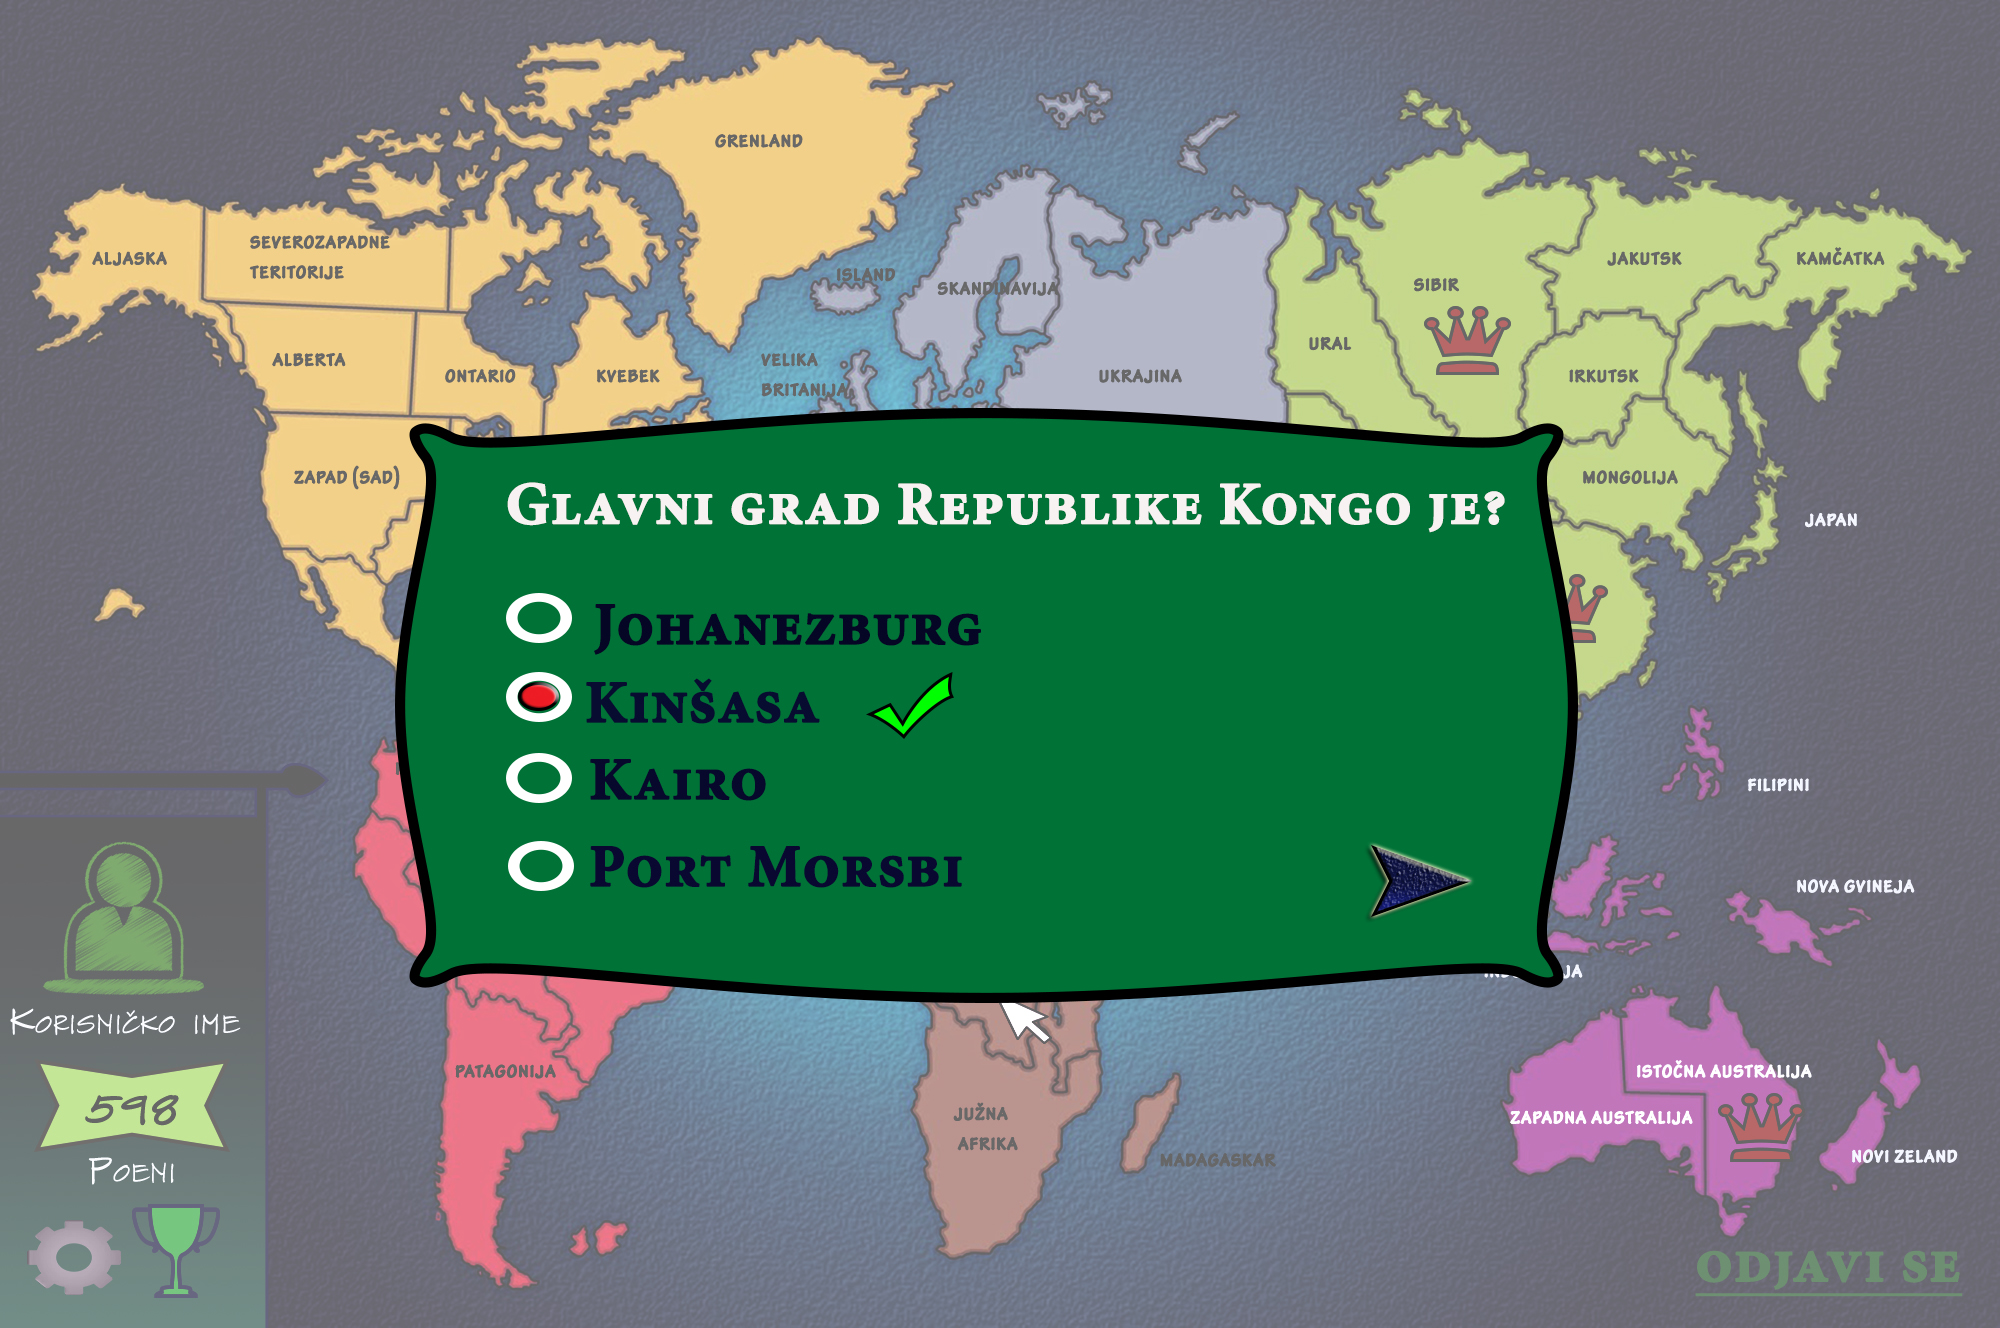 GRENLAND
ALJASKA
SEVEROZAPADNE
TERITORIJE
ISLAND
SKANDINAVIJA
SIBIR
JAKUTSK
KAMČATKA
ALBERTA
ONTARIO
KVEBEK
VELIKA
BRITANIJA
UKRAJINA
URAL
IRKUTSK
ZAPAD (SAD)
MONGOLIJA
JAPAN
Glavni grad Republike Kongo je?
Johanezburg
Kinšasa
Kairo
Port Morsbi
FILIPINI
NOVA GVINEJA
PATAGONIJA
JUŽNA
AFRIKA
MADAGASKAR
ISTOČNA AUSTRALIJA
ZAPADNA AUSTRALIJA
NOVI ZELAND
Korisničko ime
598
Poeni
ODJAVI SE